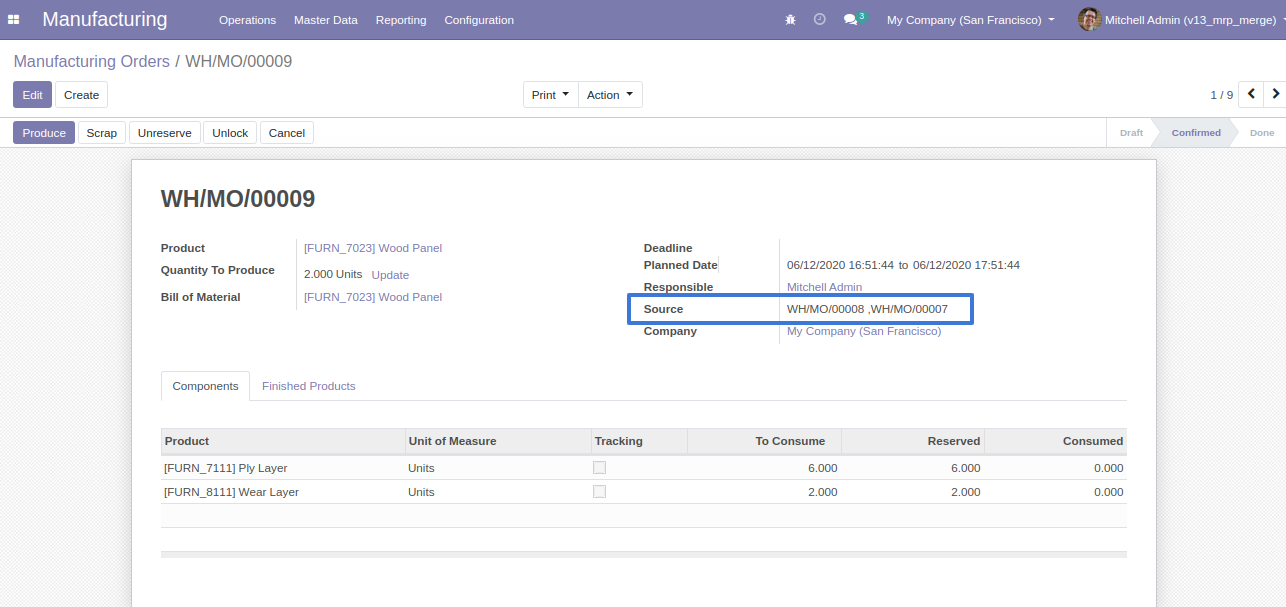 Manufacturing Operations Master Data Reporting Configuration 3 My Company (San Francisco) Mitchell Admin (v13_mrp_merge)
Manufacturing Orders / WH/MO/00009
Edit Create Print Action 1 / 9
Produce Scrap Unreserve Unlock Cancel Draft Confirmed Done
WH/MO/00009
Product [FURN_7023] Wood Panel
Quantity To Produce 2.000 Units Update
Bill of Material [FURN_7023] Wood Panel
Deadline
Planned Date 06/12/2020 16:51:44 to 06/12/2020 17:51:44
Responsible Mitchell Admin
Source WH/MO/00008 ,WH/MO/00007
Company My Company (San Francisco)
Components Finished Products
Product Unit of Measure Tracking To Consume Reserved Consumed
[FURN_7111] Ply Layer Units 6.000 6.000 0.000
[FURN_8111] Wear Layer Units 2.000 2.000 0.000